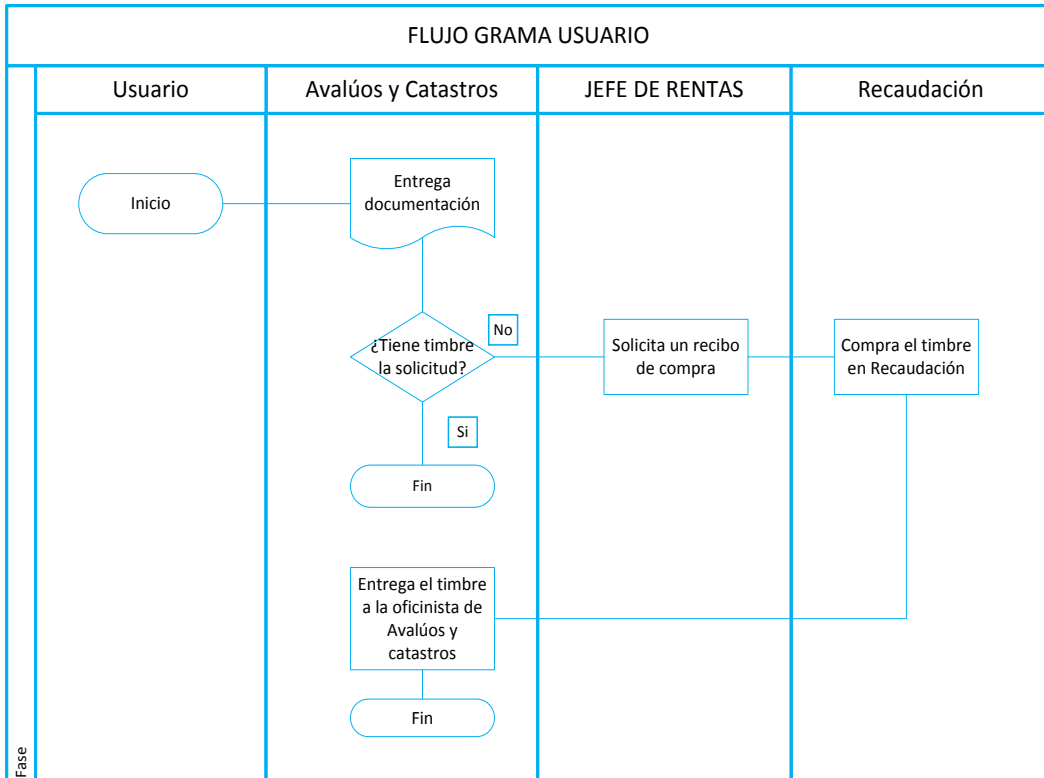 FLUJO GRAMA USUARIO
Usuario
Avalúos y Catastros
JEFE DE RENTAS
Recaudación
Inicio
Entrega
documentación
¿Tiene timbre
la solicitud?
No
Solicita un recibo
de compra
Compra el timbre
en Recaudación
Si
Fin
Entrega el timbre
a la oficinista de
Avalúos y
catastros
Fin
Fase